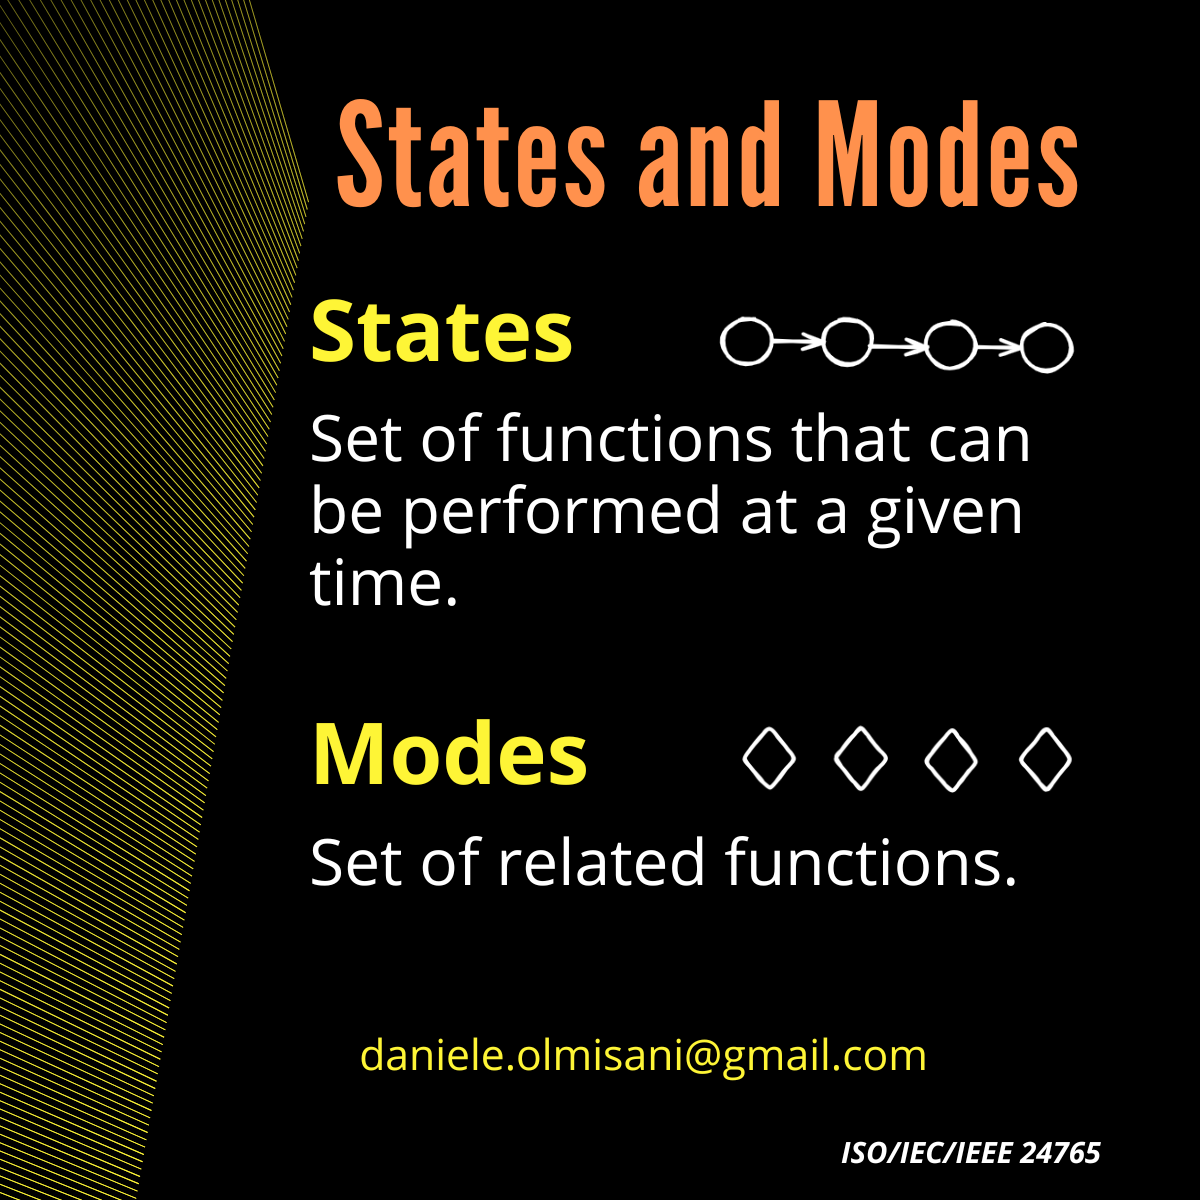 States and Modes
States
Set of functions that can
be performed at a given
time.
Modes
Set of related functions.
daniele.olmisani@gmail.com
ISO/IEC/IEEE 24765